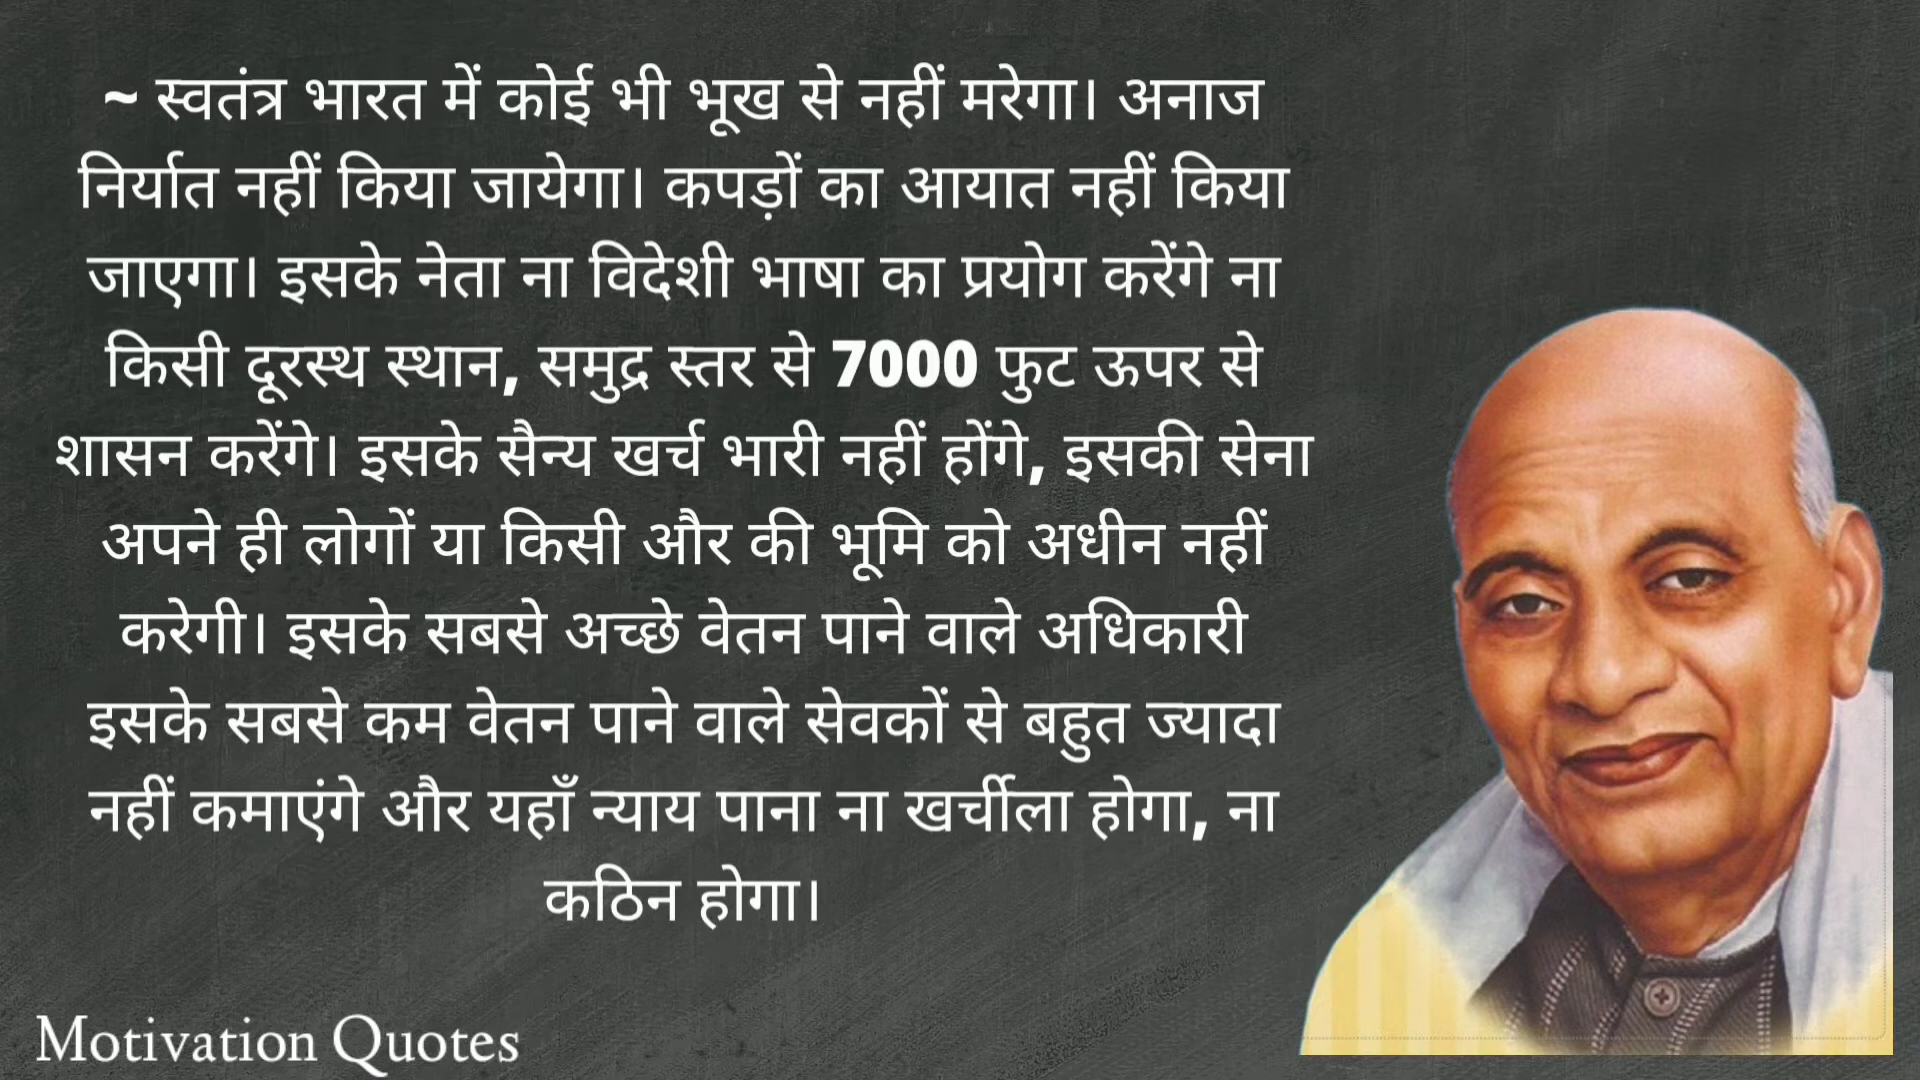 ~ स्वतंत्र भारत में कोई भी भूख से नहीं मरेगा। अनाज
निर्यात नहीं किया जायेगा। कपड़ों का आयात नहीं किया
जाएगा। इसके नेता ना विदेशी भाषा का प्रयोग करेंगे ना
किसी दूरस्थ स्थान, समुद्र स्तर से 7000 फुट ऊपर से
शासन करेंगे। इसके सैन्य खर्च भारी नहीं होंगे, इसकी सेना
अपने ही लोगों या किसी और की भूमि को अधीन नहीं
करेगी। इसके सबसे अच्छे वेतन पाने वाले अधिकारी
इसके सबसे कम वेतन पाने वाले सेवकों से बहुत ज्यादा
नहीं कमाएंगे और यहाँ न्याय पाना ना खर्चीला होगा, ना
कठिन होगा।
Motivation Quotes